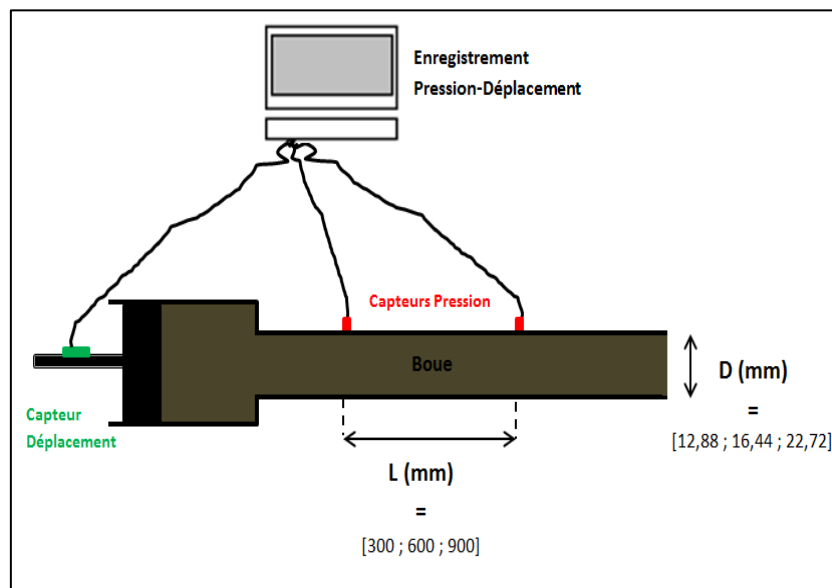 Enregistrement
Pression-Déplacement
Capteurs Pression
Boue
D (mm)
=
[12,88 ; 16,44 ; 22,72]
Capteur
Déplacement
L (mm)
=
[300 ; 600 ; 900]